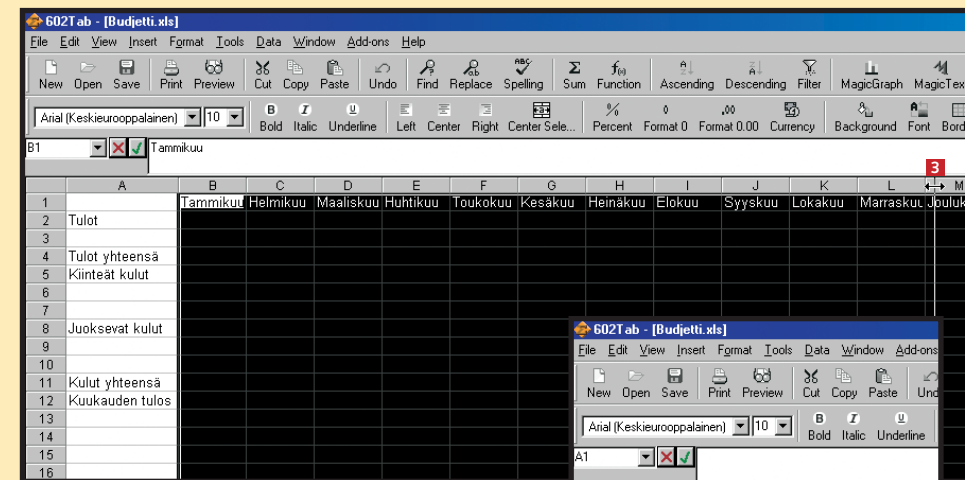 602Tab - [Budjetti.xls]
File Edit View Insert Format Tools Data Window Add-ons Help
New Open Save Print Preview Cut Copy Paste Undo Find Replace Spelling Sum Function Ascending Descending Filter MagicGraph MagicTex
Arial (Keskieurooppalainen) 10 Bold Italic Underline Left Center Right Center Sele... Percent Format 0 Format 0.00 Currency Background Font Bord
B1 Tammikuu
3
A B C D E F G H I J K L M
1 Tammikuu Helmikuu Maaliskuu Huhtikuu Toukokuu Kesäkuu Heinäkuu Elokuu Syyskuu Lokakuu Marraskuu Jouluk
2 Tulot
3
4 Tulot yhteensä
5 Kiinteät kulut
6
7
8 Juoksevat kulut
9
10
11 Kulut yhteensä
12 Kuukauden tulos
13
14
15
16
602Tab - [Budjetti.xls]
File Edit View Insert Format Tools Data Window Add-ons
New Open Save Print Preview Cut Copy Paste Und
Arial (Keskieurooppalainen) 10 Bold Italic Underline
A1